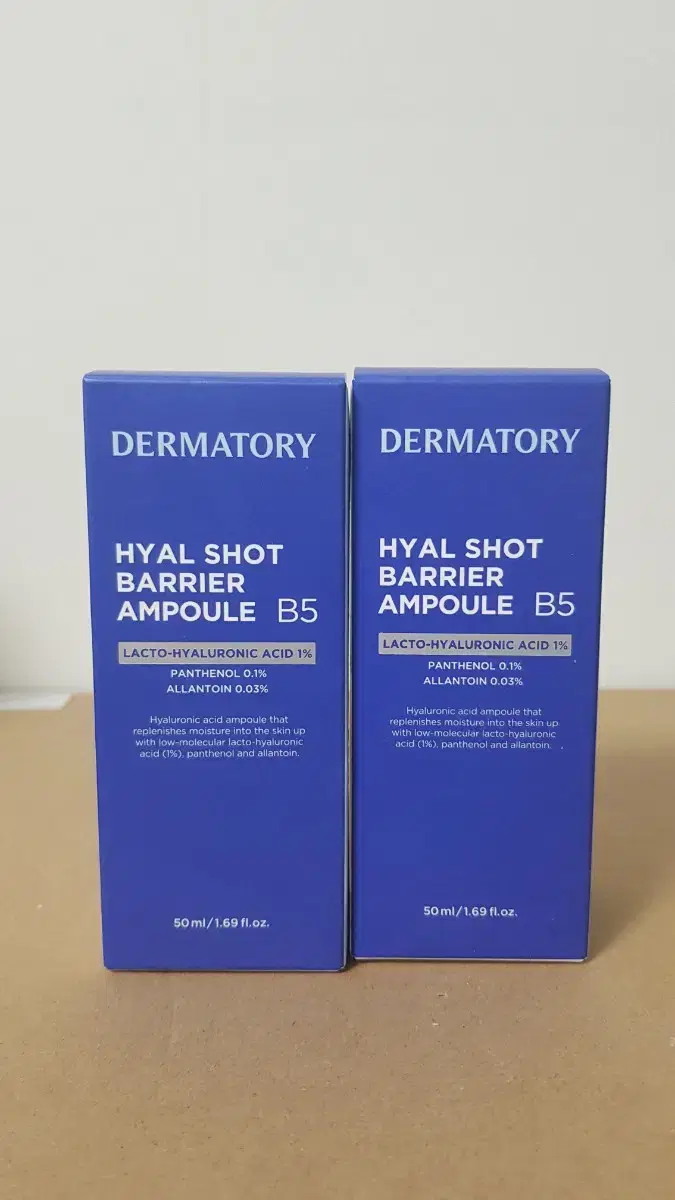 DERMATORY
HYAL SHOT
BARRIER
AMPOULE B5
LACTO-HYALURONIC ACID 1%
PANTHENOL 0.1%
ALLANTOIN 0.03%
Hyaluronic acid ampoule that
replenishes moisture into the skin up
with low-molecular lacto-hyaluronic
acid (1%), panthenol and allantoin.
50 ml/1.69 fl.oz.
DERMATORY
HYAL SHOT
BARRIER
AMPOULE B5
LACTO-HYALURONIC ACID 1%
PANTHENOL 0.1%
ALLANTOIN 0.03%
Hyaluronic acid ampoule that
replenishes moisture into the skin up
with low-molecular lacto-hyaluronic
acid (1%), panthenol and allantoin.
50 ml/1.69 fl.oz.